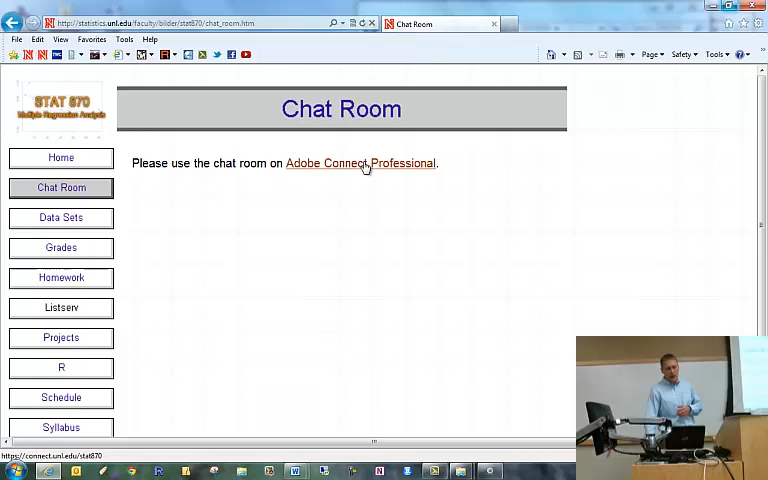 http://statistics.unl.edu/faculty/bilder/stat870/chat_room.htm
Chat Room
File Edit View Favorites Tools Help
Page Safety Tools
STAT 870
Multiple Regression Analysis
Chat Room
Please use the chat room on Adobe Connect Professional.
Home
Chat Room
Data Sets
Grades
Homework
Listserv
Projects
R
Schedule
Syllabus
https://connect.unl.edu/stat870